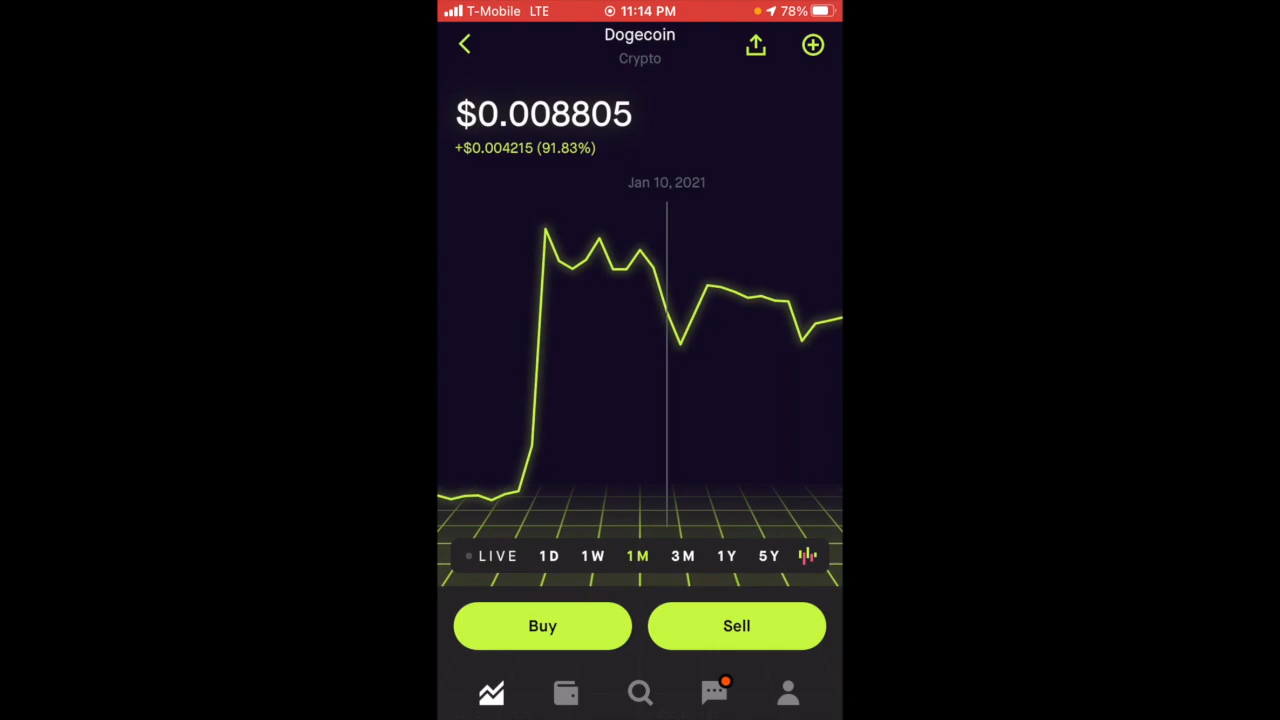 T-Mobile LTE 11:14 PM 78%
Dogecoin
Crypto
$0.008805
+$0.004215 (91.83%)
Jan 10, 2021
LIVE 1D 1W 1M 3M 1Y 5Y
Buy Sell